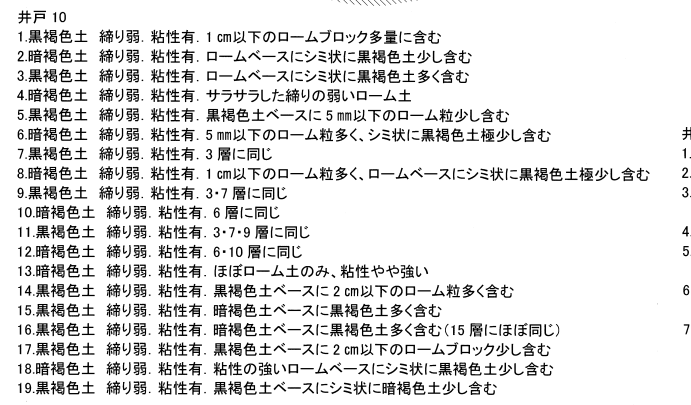 井戸 10
1.黒褐色土 締り弱. 粘性有. 1㎝以下のロームブロック多量に含む
2.暗褐色土 締り弱. 粘性有. ロームベースにシミ状に黒褐色土少し含む
3.黒褐色土 締り弱. 粘性有. ロームベースにシミ状に黒褐色土多く含む
4.暗褐色土 締り弱. 粘性有. サラサラした締りの弱いローム土
5.黒褐色土 締り弱. 粘性有. 黒褐色土ベースに5㎜以下のローム粒少し含む
6.暗褐色土 締り弱. 粘性有. 5㎜以下のローム粒多く、シミ状に黒褐色土極少し含む
7.黒褐色土 締り弱. 粘性有. 3層に同じ
8.暗褐色土 締り弱. 粘性有. 1㎝以下のローム粒多く、ロームベースにシミ状に黒褐色土極少し含む
9.黒褐色土 締り弱. 粘性有. 3・7層に同じ
10.暗褐色土 締り弱. 粘性有. 6層に同じ
11.黒褐色土 締り弱. 粘性有. 3・7・9層に同じ
12.暗褐色土 締り弱. 粘性有. 6・10層に同じ
13.暗褐色土 締り弱. 粘性有. ほぼローム土のみ、粘性やや強い
14.黒褐色土 締り弱. 粘性有. 黒褐色土ベースに2㎝以下のローム粒多く含む
15.黒褐色土 締り弱. 粘性有. 暗褐色土ベースに黒褐色土多く含む
16.黒褐色土 締り弱. 粘性有. 暗褐色土ベースに黒褐色土多く含む(15層にほぼ同じ)
17.黒褐色土 締り弱. 粘性有. 黒褐色土ベースに2㎝以下のロームブロック少し含む
18.暗褐色土 締り弱. 粘性有. 粘性の強いロームベースにシミ状に黒褐色土少し含む
19.黒褐色土 締り弱. 粘性有. 黒褐色土ベースにシミ状に暗褐色土少し含む
井
1.
2.
3.
4.
5.
6
7